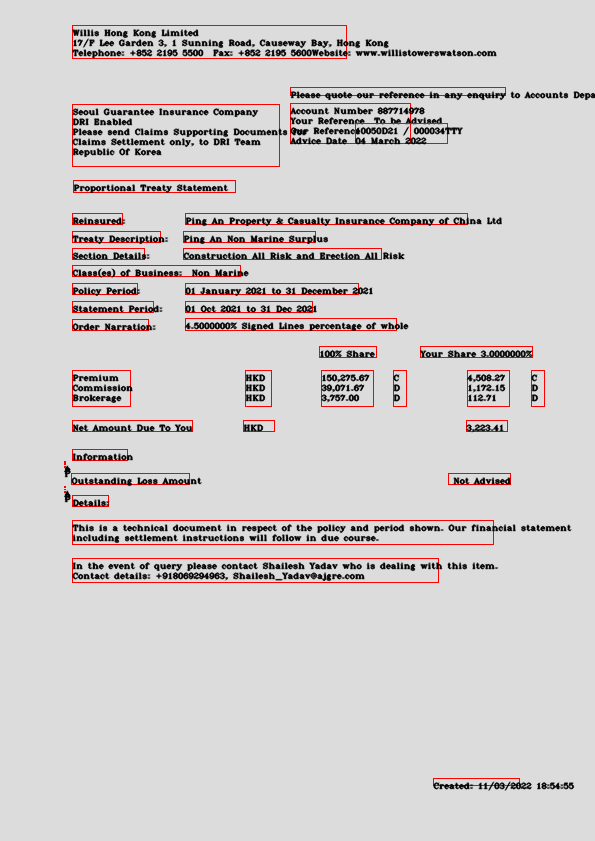 Willis Hong Kong Limited
17/F Lee Garden 3, 1 Sunning Road, Causeway Bay, Hong Kong
Telephone: +852 2195 5500 Fax: +852 2195 5600Website: www.willistowerswatson.com
Please quote our reference in any enquiry to Accounts Depa
Seoul Guarantee Insurance Company
DRI Enabled
Please send Claims Supporting Documents for
Claims Settlement only, to DRI Team
Republic Of Korea
Account Number 887714978
Your Reference To be Advised
Our Reference 10050D21 / 000034TTY
Advice Date 04 March 2022
Proportional Treaty Statement
Reinsured: Ping An Property & Casualty Insurance Company of China Ltd
Treaty Description: Ping An Non Marine Surplus
Section Details: Construction All Risk and Erection All Risk
Class(es) of Business: Non Marine
Policy Period: 01 January 2021 to 31 December 2021
Statement Period: 01 Oct 2021 to 31 Dec 2021
Order Narration: 4.5000000% Signed Lines percentage of whole
100% Share Your Share 3.0000000%
Premium HKD 150,275.67 C 4,508.27 C
Commission HKD 39,071.67 D 1,172.15 D
Brokerage HKD 3,757.00 D 112.71 D
Net Amount Due To You HKD 3,223.41
Information
Outstanding Loss Amount Not Advised
Details:
This is a technical document in respect of the policy and period shown. Our financial statement
including settlement instructions will follow in due course.
In the event of query please contact Shailesh Yadav who is dealing with this item.
Contact details: +918069294963, Shailesh_Yadav@ajgre.com
Created: 11/03/2022 18:54:55